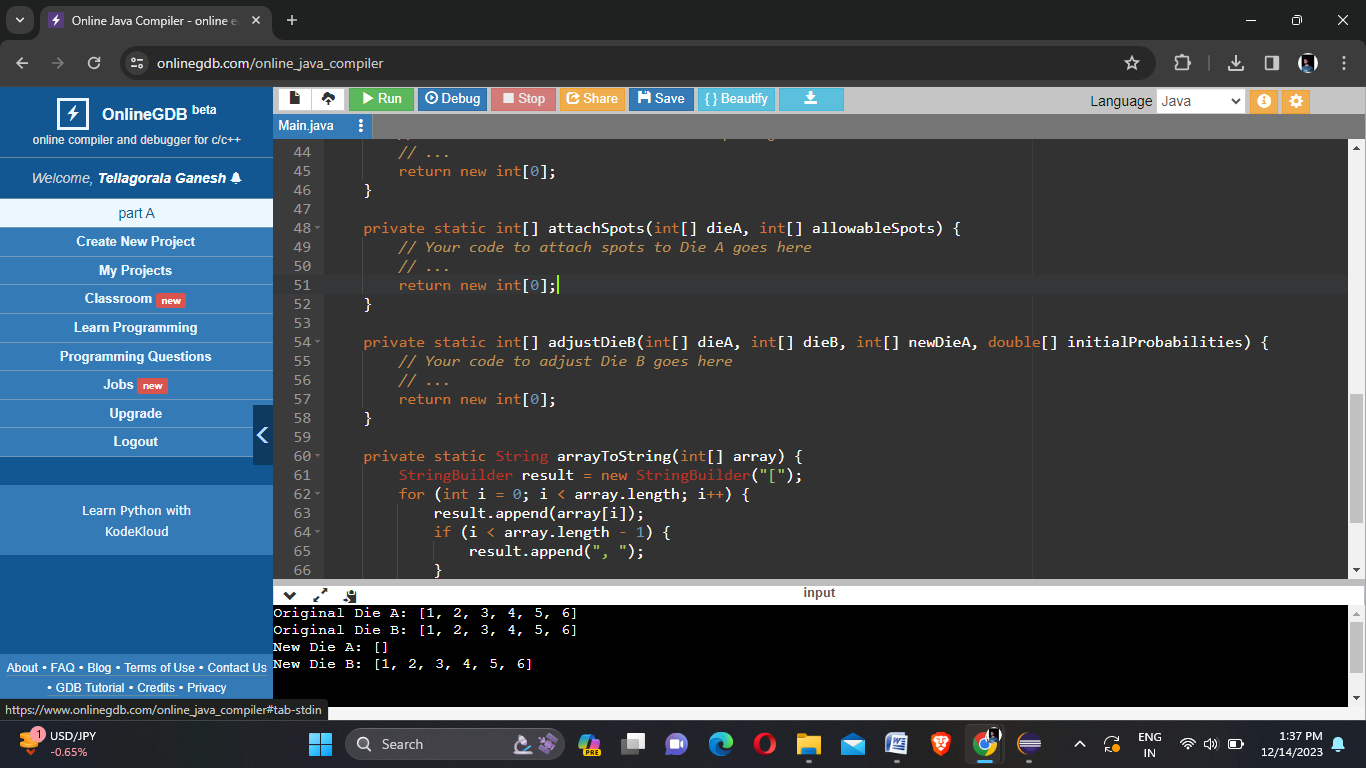 Online Java Compiler - online e
onlinegdb.com/online_java_compiler
OnlineGDB beta
online compiler and debugger for c/c++
Welcome, Tellagorala Ganesh
part A
Create New Project
My Projects
Classroom new
Learn Programming
Programming Questions
Jobs new
Upgrade
Logout
Learn Python with
KodeKloud
About • FAQ • Blog • Terms of Use • Contact Us
• GDB Tutorial • Credits • Privacy
https://www.onlinegdb.com/online_java_compiler#tab-stdin
Run Debug Stop Share Save { } Beautify
Language Java
Main.java
44 // ...
45 return new int[0];
46 }
47
48 private static int[] attachSpots(int[] dieA, int[] allowableSpots) {
49 // Your code to attach spots to Die A goes here
50 // ...
51 return new int[0];
52 }
53
54 private static int[] adjustDieB(int[] dieA, int[] dieB, int[] newDieA, double[] initialProbabilities) {
55 // Your code to adjust Die B goes here
56 // ...
57 return new int[0];
58 }
59
60 private static String arrayToString(int[] array) {
61 StringBuilder result = new StringBuilder("[");
62 for (int i = 0; i < array.length; i++) {
63 result.append(array[i]);
64 if (i < array.length - 1) {
65 result.append(", ");
66 }
input
Original Die A: [1, 2, 3, 4, 5, 6]
Original Die B: [1, 2, 3, 4, 5, 6]
New Die A: []
New Die B: [1, 2, 3, 4, 5, 6]
1
USD/JPY
-0.65%
Search
PRE
ENG
IN
1:37 PM
12/14/2023